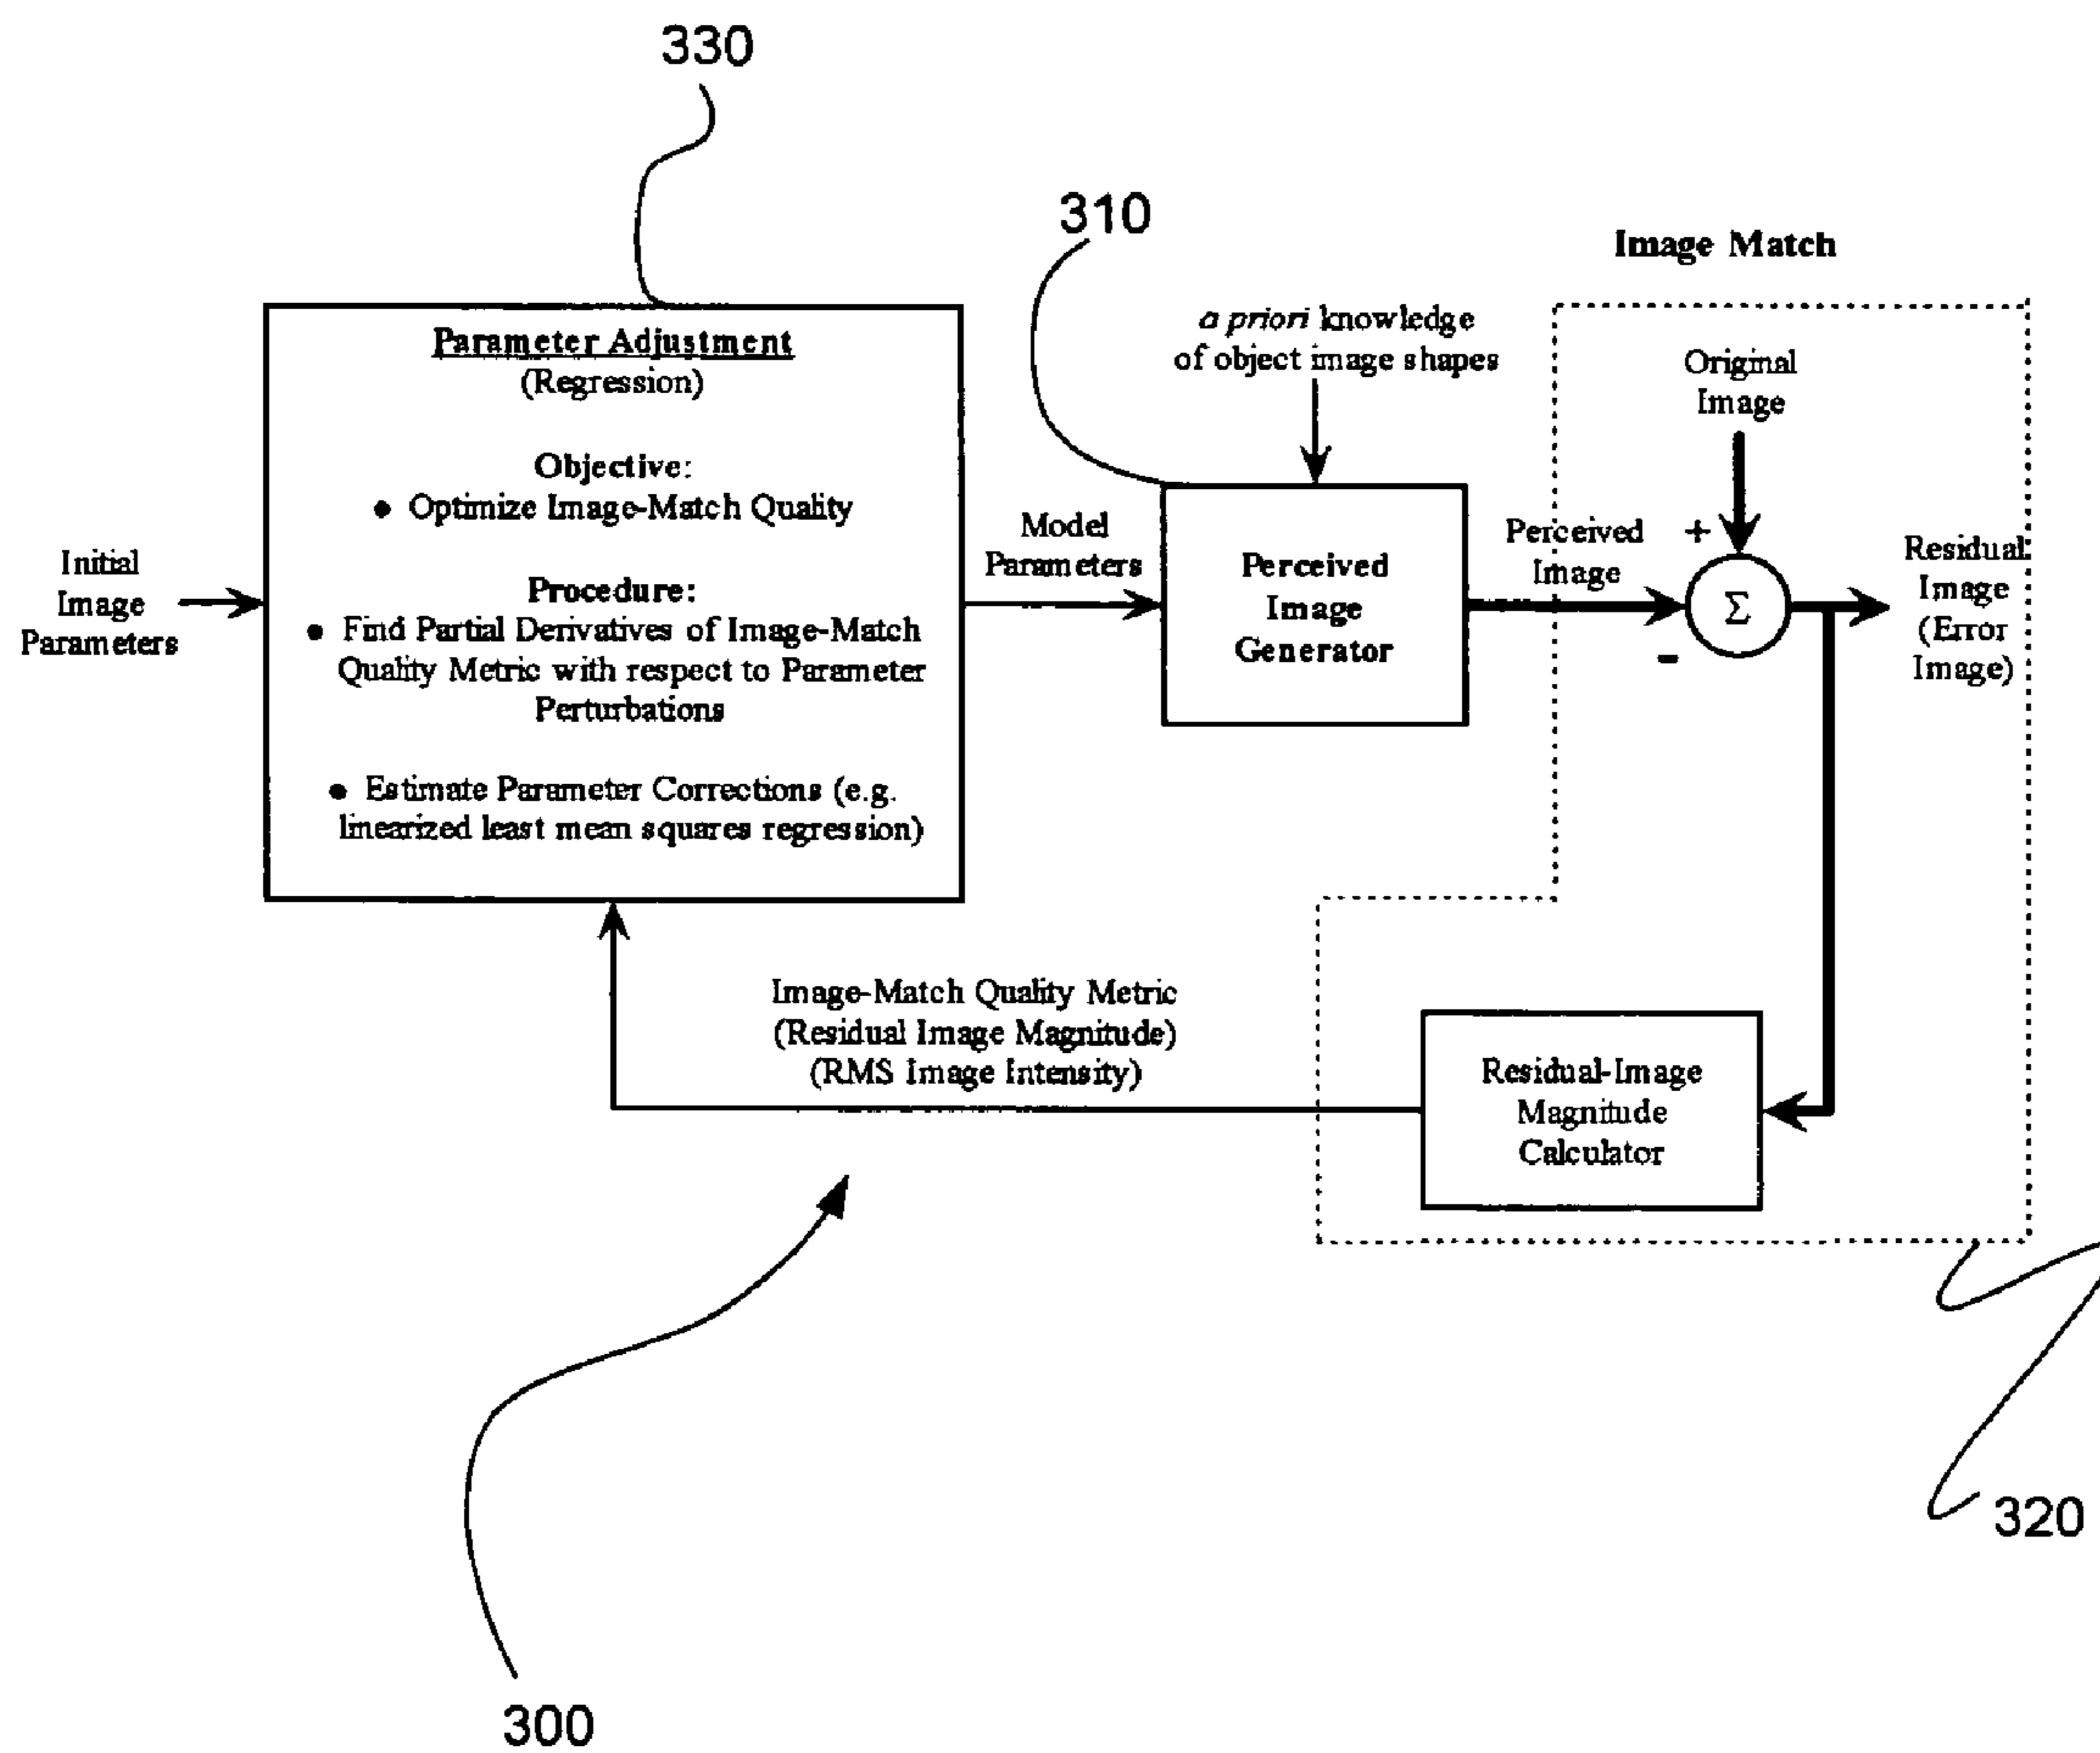 330
310
Image Match
Parameter Adjustment
(Regression)
Objective:
• Optimize Image-Match Quality
Procedure:
• Find Partial Derivatives of Image-Match
Quality Metric with respect to Parameter
Perturbations
• Estimate Parameter Corrections (e.g.
linearized least mean squares regression)
Initial
Image
Parameters
Model
Parameters
a priori knowledge
of object image shapes
Perceived
Image
Generator
Perceived
Image
Original
Image
+
-
Σ
Residual
Image
(Error
Image)
Image-Match Quality Metric
(Residual Image Magnitude)
(RMS Image Intensity)
Residual-Image
Magnitude
Calculator
320
300